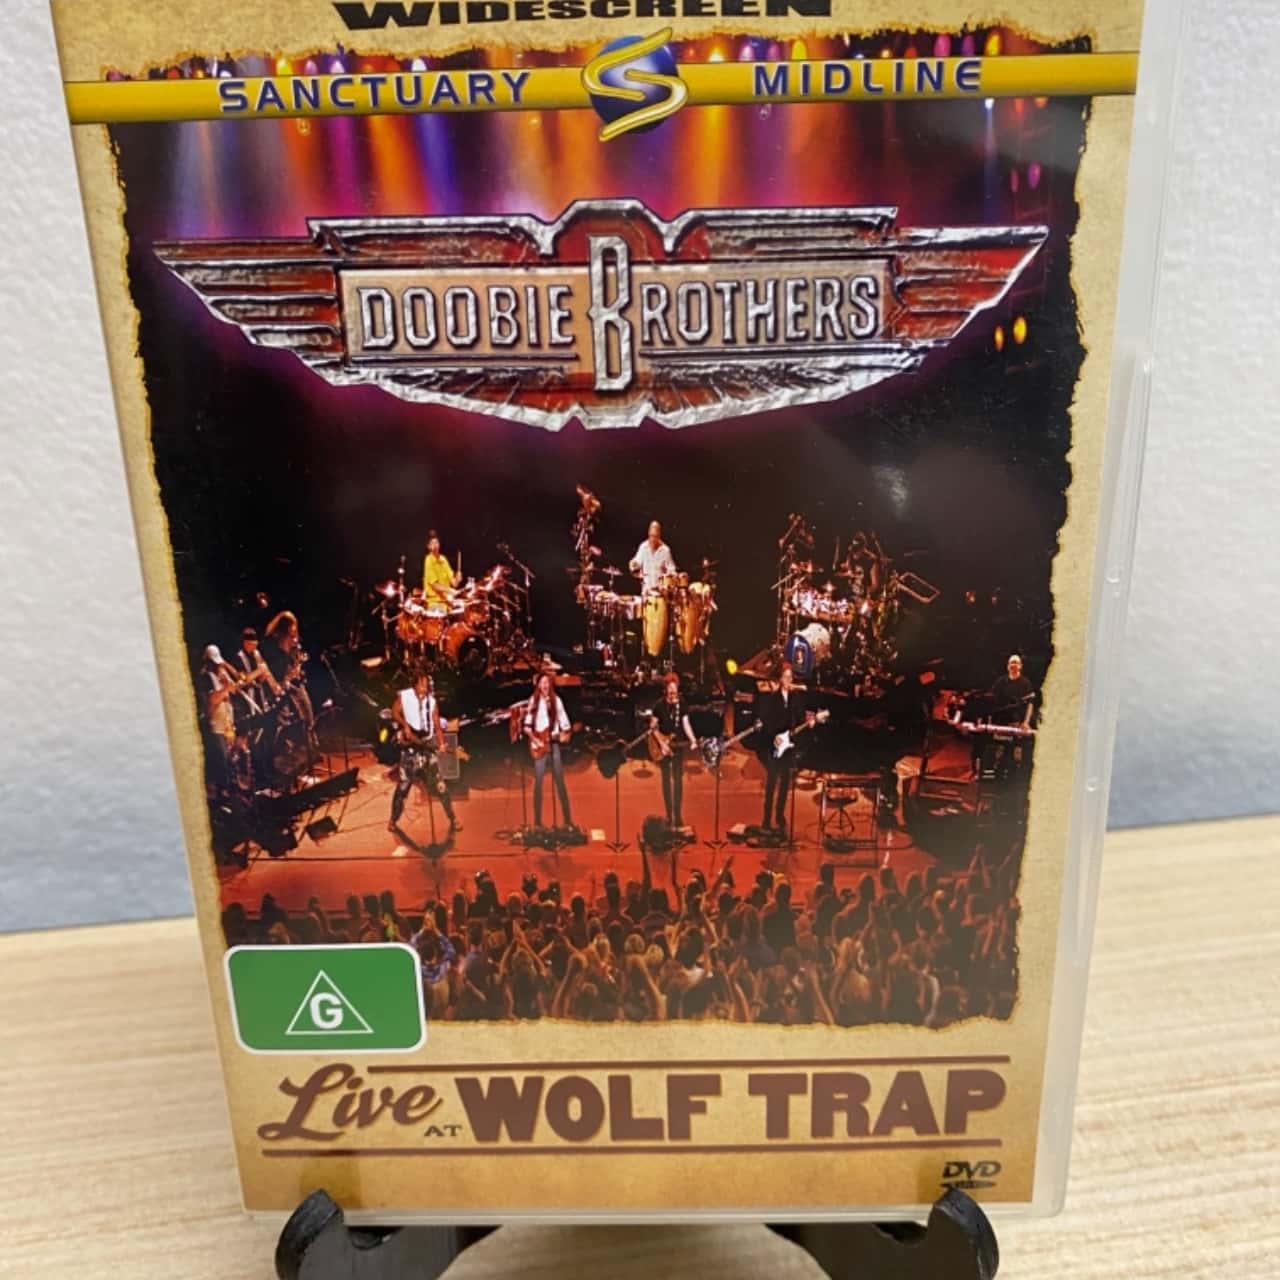 WIDESCREEN
SANCTUARY S MIDLINE
DOOBIE BROTHERS
G
Live AT WOLF TRAP
DVD